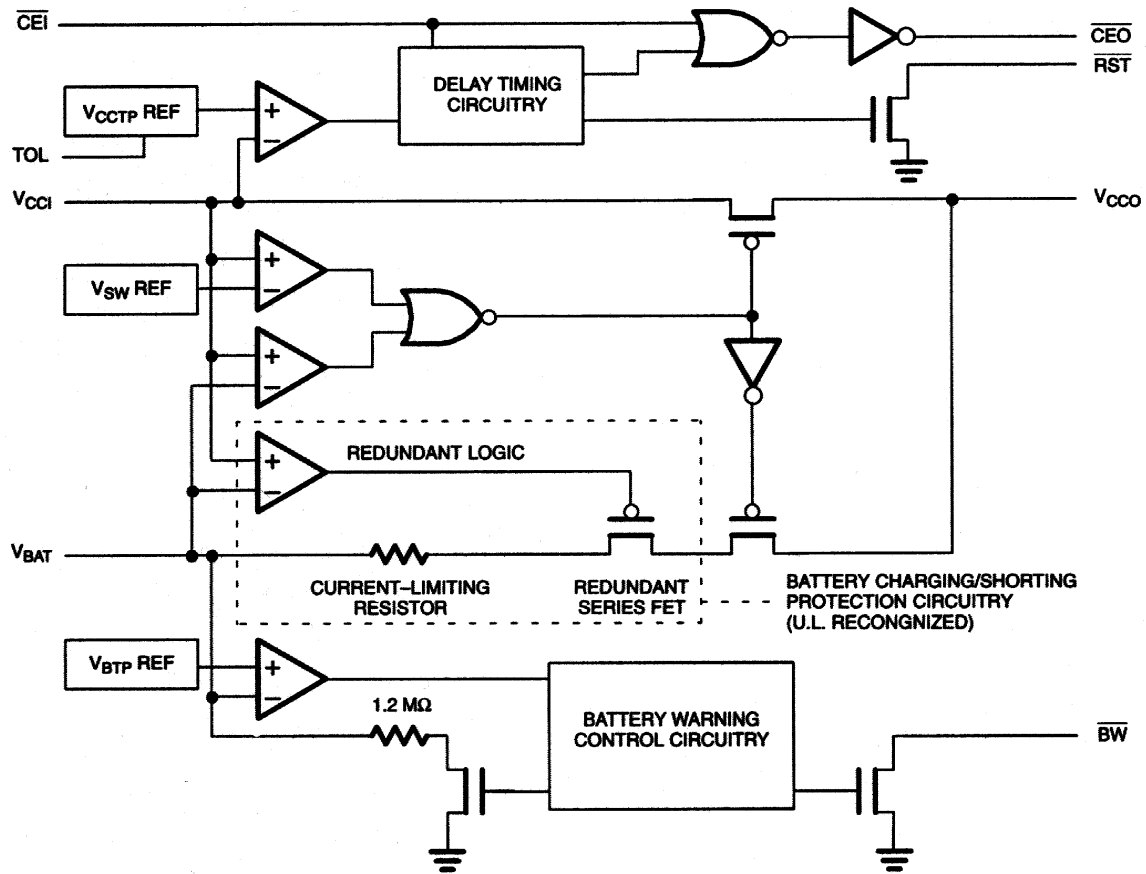 CEI
CEO
RST
DELAY TIMING
CIRCUITRY
VCCTP REF
TOL
VCCI
VCCO
VSW REF
REDUNDANT LOGIC
VBAT
CURRENT–LIMITING
RESISTOR
REDUNDANT
SERIES FET
BATTERY CHARGING/SHORTING
PROTECTION CIRCUITRY
(U.L. RECONGNIZED)
VBTP REF
1.2 MΩ
BATTERY WARNING
CONTROL CIRCUITRY
BW